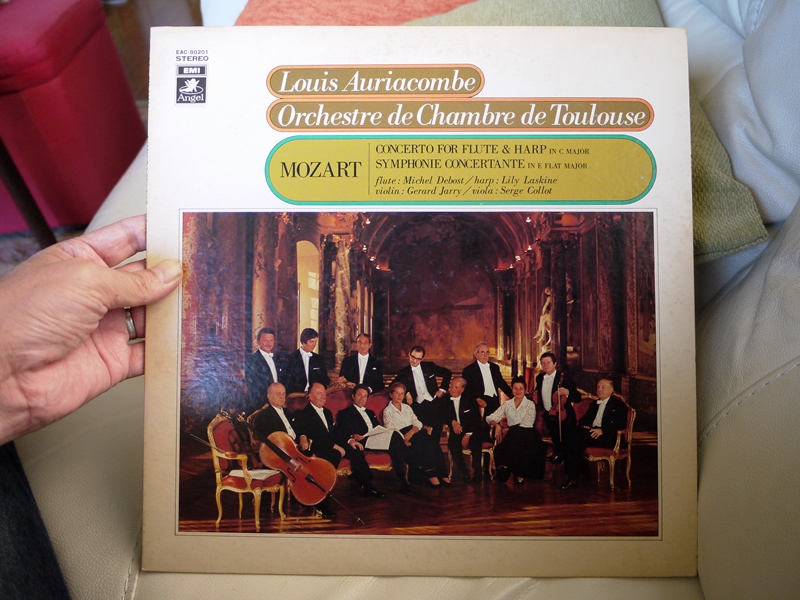 EAC-80201
STEREO
EMI
Angel
Louis Auriacombe
Orchestre de Chambre de Toulouse
MOZART
CONCERTO FOR FLUTE & HARP IN C MAJOR
SYMPHONIE CONCERTANTE IN E FLAT MAJOR
flute : Michel Debost / harp : Lily Laskine
violin : Gerard Jarry / viola : Serge Collot